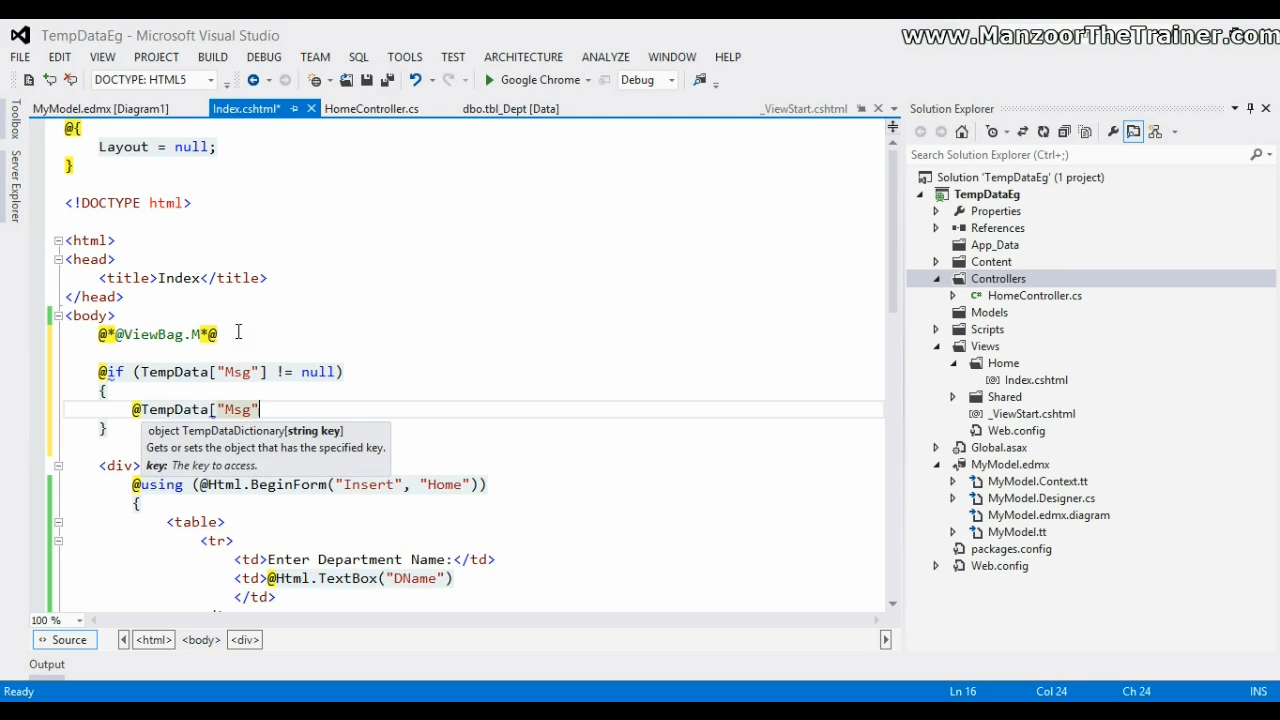 TempDataEg - Microsoft Visual Studio
www.ManzoorTheTrainer.com
FILE EDIT VIEW PROJECT BUILD DEBUG TEAM SQL TOOLS TEST ARCHITECTURE ANALYZE WINDOW HELP
DOCTYPE: HTML5 Google Chrome Debug
MyModel.edmx [Diagram1] Index.cshtml* HomeController.cs dbo.tbl_Dept [Data] _ViewStart.cshtml
Toolbox
Server Explorer
@{
Layout = null;
}
<!DOCTYPE html>
<html>
<head>
<title>Index</title>
</head>
<body>
@*@ViewBag.M*@
@if (TempData["Msg"] != null)
{
@TempData["Msg"
object TempDataDictionary[string key]
Gets or sets the object that has the specified key.
key: The key to access.
}
<div>
@using (@Html.BeginForm("Insert", "Home"))
{
<table>
<tr>
<td>Enter Department Name:</td>
<td>@Html.TextBox("DName")
</td>
100 %
Source <html> <body> <div>
Output
Ready Ln 16 Col 24 Ch 24 INS
Solution Explorer
Search Solution Explorer (Ctrl+;)
Solution 'TempDataEg' (1 project)
TempDataEg
Properties
References
App_Data
Content
Controllers
HomeController.cs
Models
Scripts
Views
Home
Index.cshtml
Shared
_ViewStart.cshtml
Web.config
Global.asax
MyModel.edmx
MyModel.Context.tt
MyModel.Designer.cs
MyModel.edmx.diagram
MyModel.tt
packages.config
Web.config